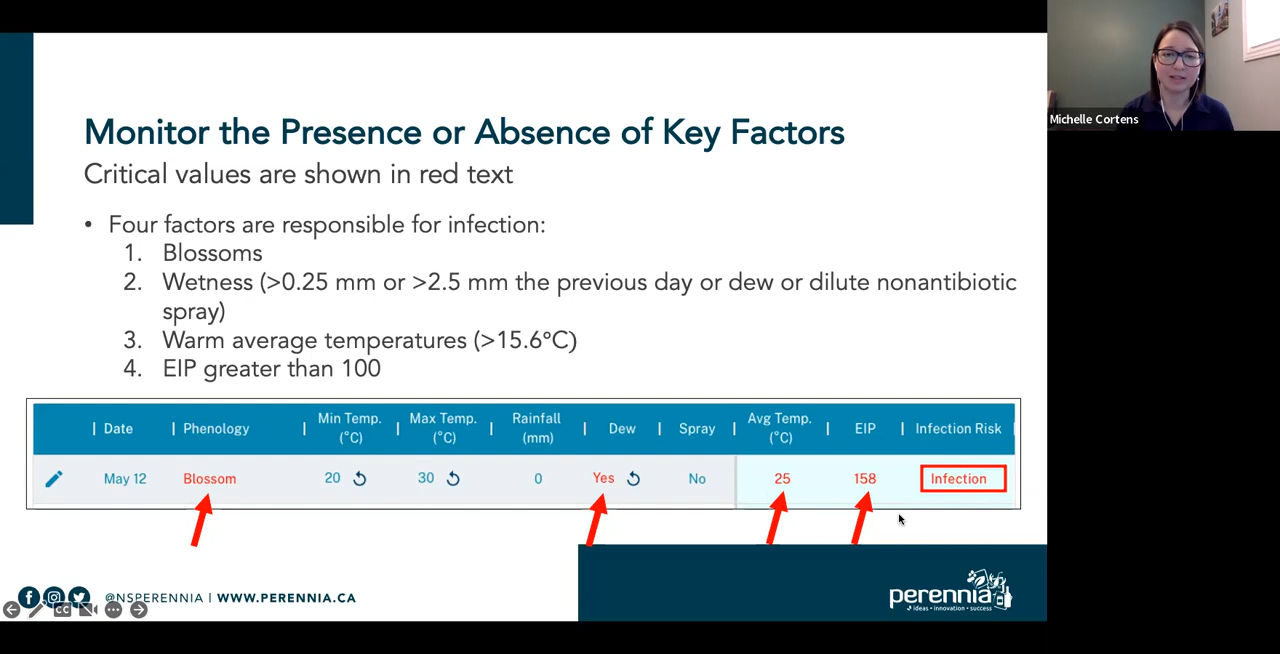 Monitor the Presence or Absence of Key Factors
Critical values are shown in red text
• Four factors are responsible for infection:
1. Blossoms
2. Wetness (>0.25 mm or >2.5 mm the previous day or dew or dilute nonantibiotic
spray)
3. Warm average temperatures (>15.6°C)
4. EIP greater than 100
| Date | Phenology | Min Temp. (°C) | Max Temp. (°C) | Rainfall (mm) | Dew | Spray | Avg Temp. (°C) | EIP | Infection Risk |
May 12 Blossom 20 30 0 Yes No 25 158 Infection
@NSPERENNIA | WWW.PERENNIA.CA
CC
perennia
ideas • innovation • success
Michelle Cortens